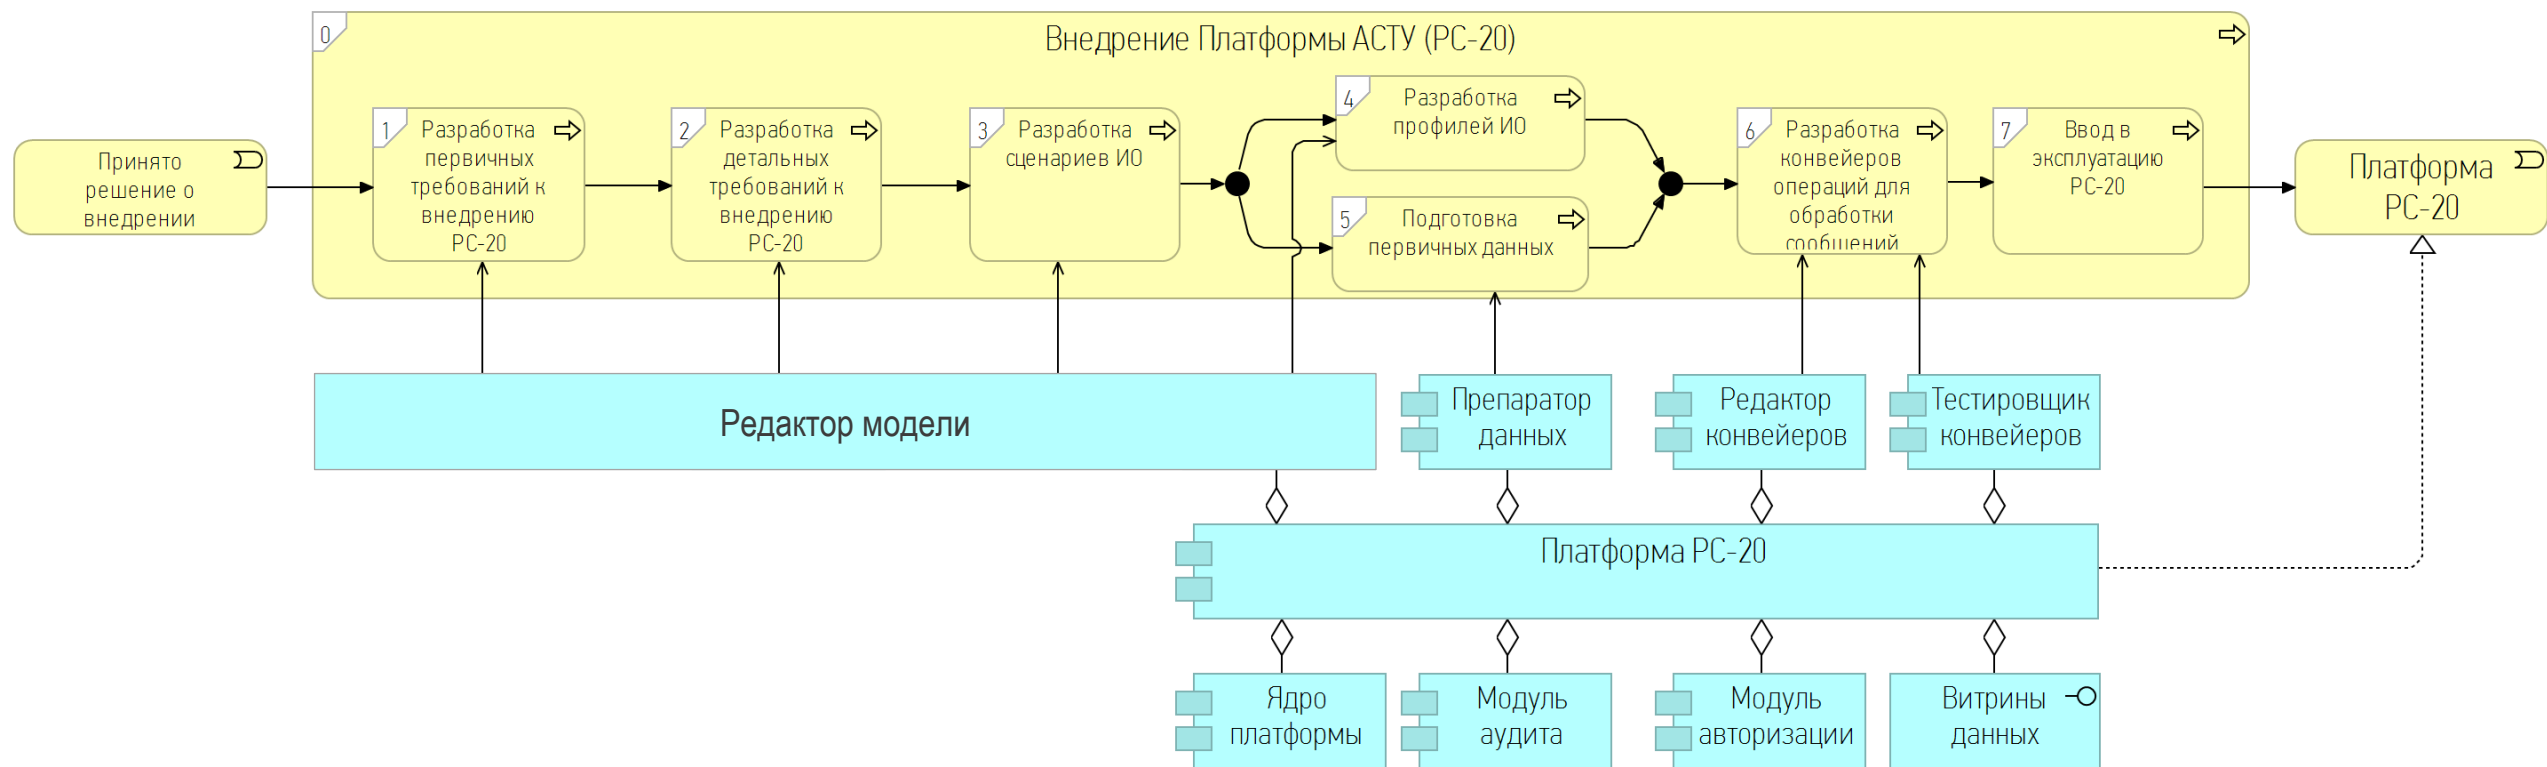 0
Внедрение Платформы АСТУ (РС-20)
Принято
решение о
внедрении
1
Разработка
первичных
требований к
внедрению
РС-20
2
Разработка
детальных
требований к
внедрению
РС-20
3
Разработка
сценариев ИО
4
Разработка
профилей ИО
5
Подготовка
первичных данных
6
Разработка
конвейеров
операций для
обработки
сообщений
7
Ввод в
эксплуатацию
РС-20
Платформа
РС-20
Редактор модели
Препаратор
данных
Редактор
конвейеров
Тестировщик
конвейеров
Платформа РС-20
Ядро
платформы
Модуль
аудита
Модуль
авторизации
Витрины
данных